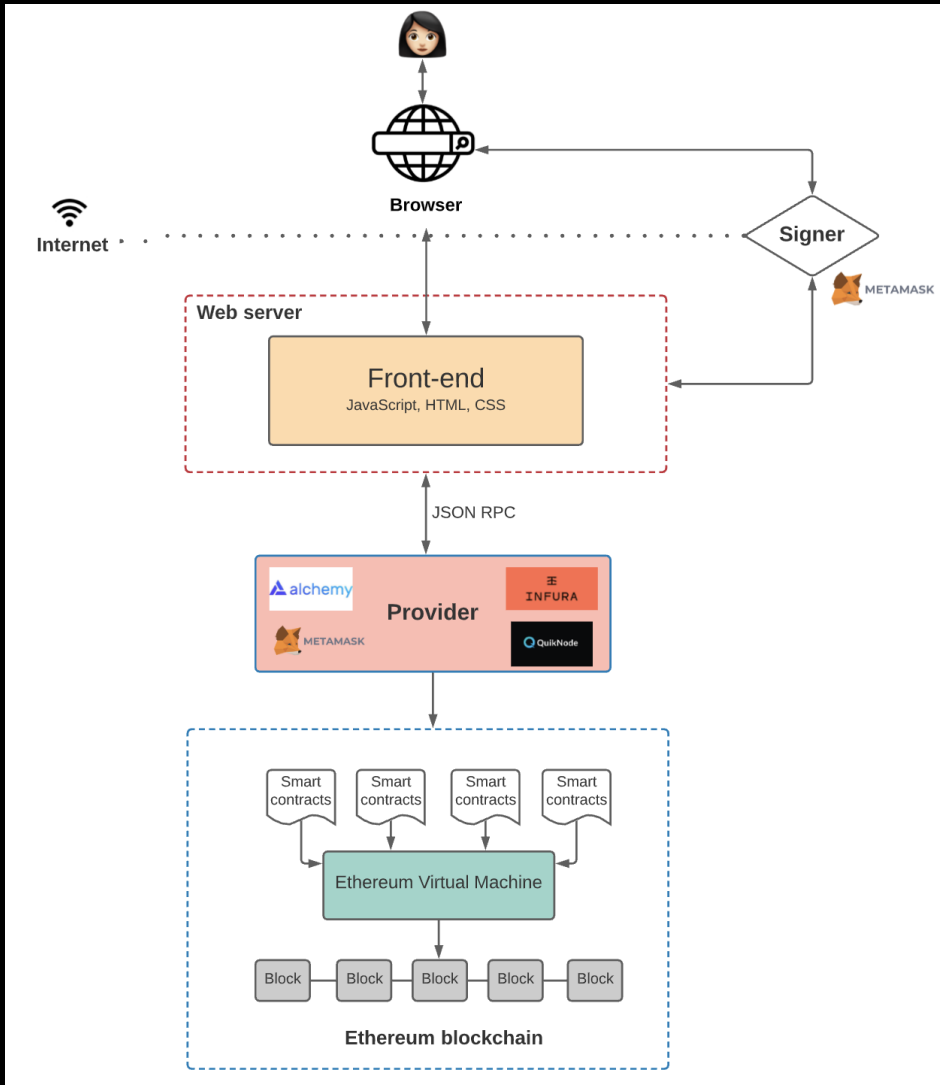 Browser
Internet
Signer
METAMASK
Web server
Front-end
JavaScript, HTML, CSS
JSON RPC
alchemy
INFURA
Provider
METAMASK
QuikNode
Smart
contracts
Smart
contracts
Smart
contracts
Smart
contracts
Ethereum Virtual Machine
Block
Block
Block
Block
Block
Ethereum blockchain